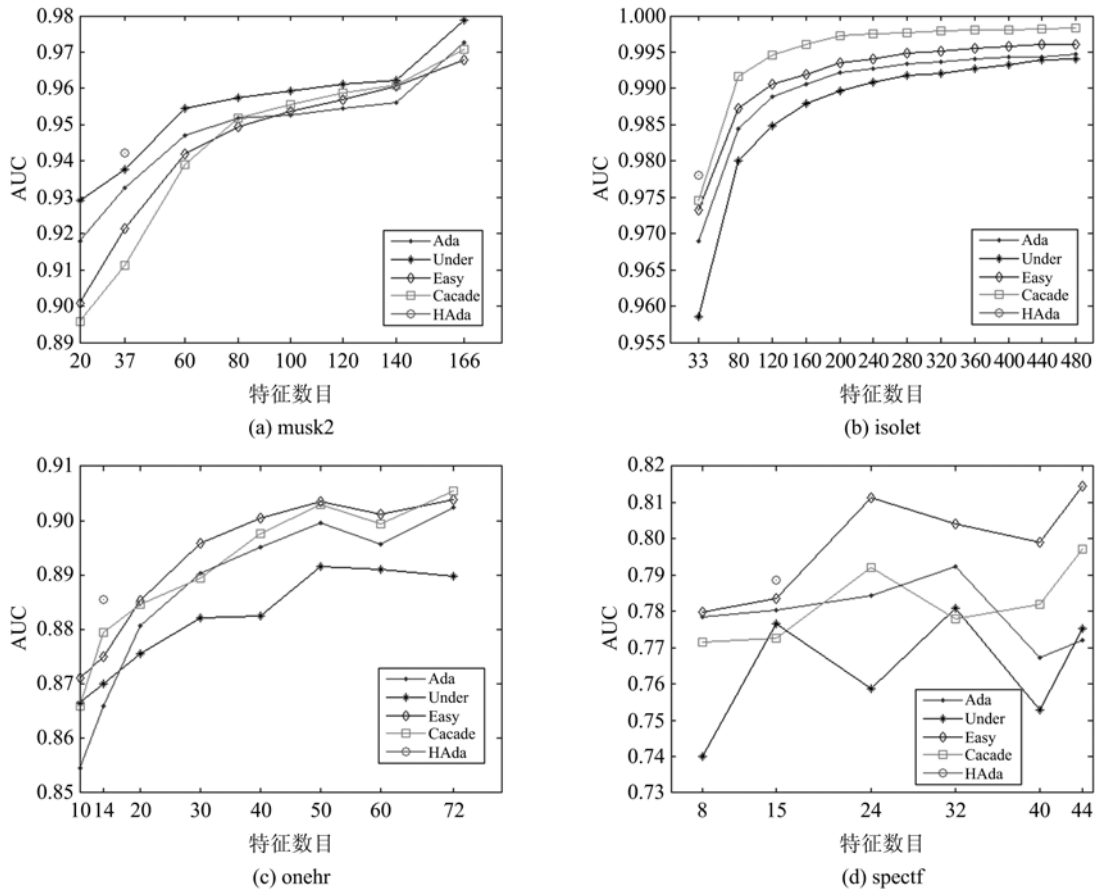 0.98
0.97
0.96
0.95
0.94
0.93
0.92
0.91
0.90
0.89
AUC
20 37 60 80 100 120 140 166
特征数目
Ada
Under
Easy
Cacade
HAda
(a) musk2
1.000
0.995
0.990
0.985
0.980
0.975
0.970
0.965
0.960
0.955
AUC
33 80 120 160 200 240 280 320 360 400 440 480
特征数目
Ada
Under
Easy
Cacade
HAda
(b) isolet
0.91
0.90
0.89
0.88
0.87
0.86
0.85
AUC
10 14 20 30 40 50 60 72
特征数目
Ada
Under
Easy
Cacade
HAda
(c) onehr
0.82
0.81
0.80
0.79
0.78
0.77
0.76
0.75
0.74
0.73
AUC
8 15 24 32 40 44
特征数目
Ada
Under
Easy
Cacade
HAda
(d) spectf